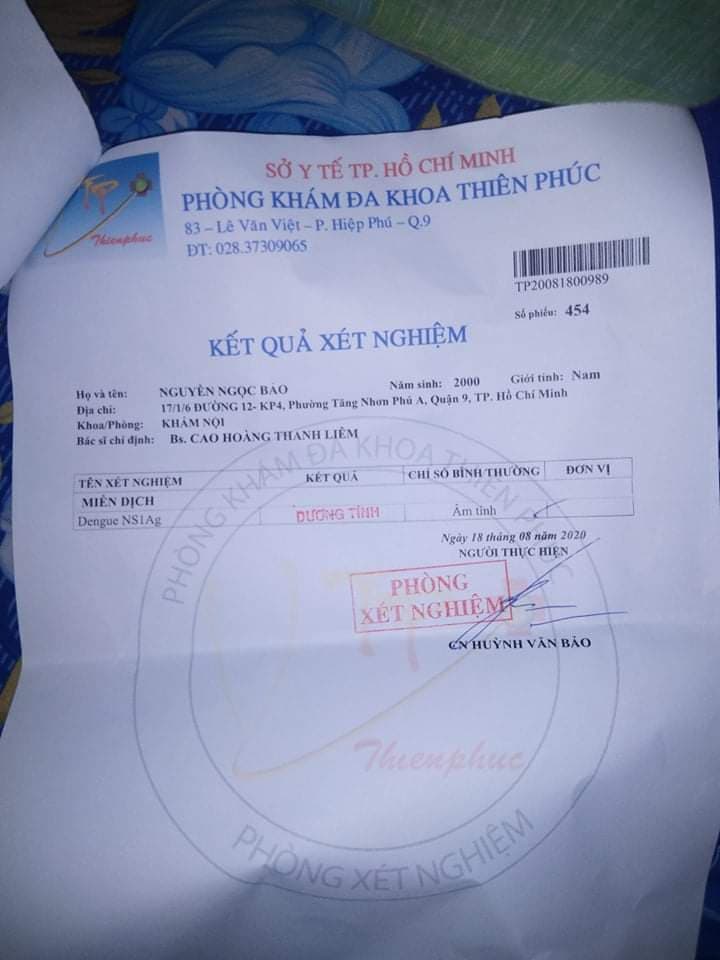 SỞ Y TẾ TP. HỒ CHÍ MINH
PHÒNG KHÁM ĐA KHOA THIÊN PHÚC
83 – Lê Văn Việt – P. Hiệp Phú – Q.9
ĐT: 028.37309065
TP
Thienphuc
TP20081800989
Số phiếu: 454
KẾT QUẢ XÉT NGHIỆM
Họ và tên: NGUYỄN NGỌC BẢO Năm sinh: 2000 Giới tính: Nam
Địa chỉ: 17/1/6 ĐƯỜNG 12- KP4, Phường Tăng Nhơn Phú A, Quận 9, TP. Hồ Chí Minh
Khoa/Phòng: KHÁM NỘI
Bác sĩ chỉ định: Bs. CAO HOÀNG THANH LIÊM
TÊN XÉT NGHIỆM KẾT QUẢ CHỈ SỐ BÌNH THƯỜNG ĐƠN VỊ
MIỄN DỊCH
Dengue NS1Ag DƯƠNG TÍNH Âm tính
Ngày 18 tháng 08 năm 2020
NGƯỜI THỰC HIỆN
PHÒNG
XÉT NGHIỆM
CN HUỲNH VĂN BẢO
PHÒNG KHÁM ĐA KHOA THIÊN PHÚC
Thienphuc
PHÒNG XÉT NGHIỆM